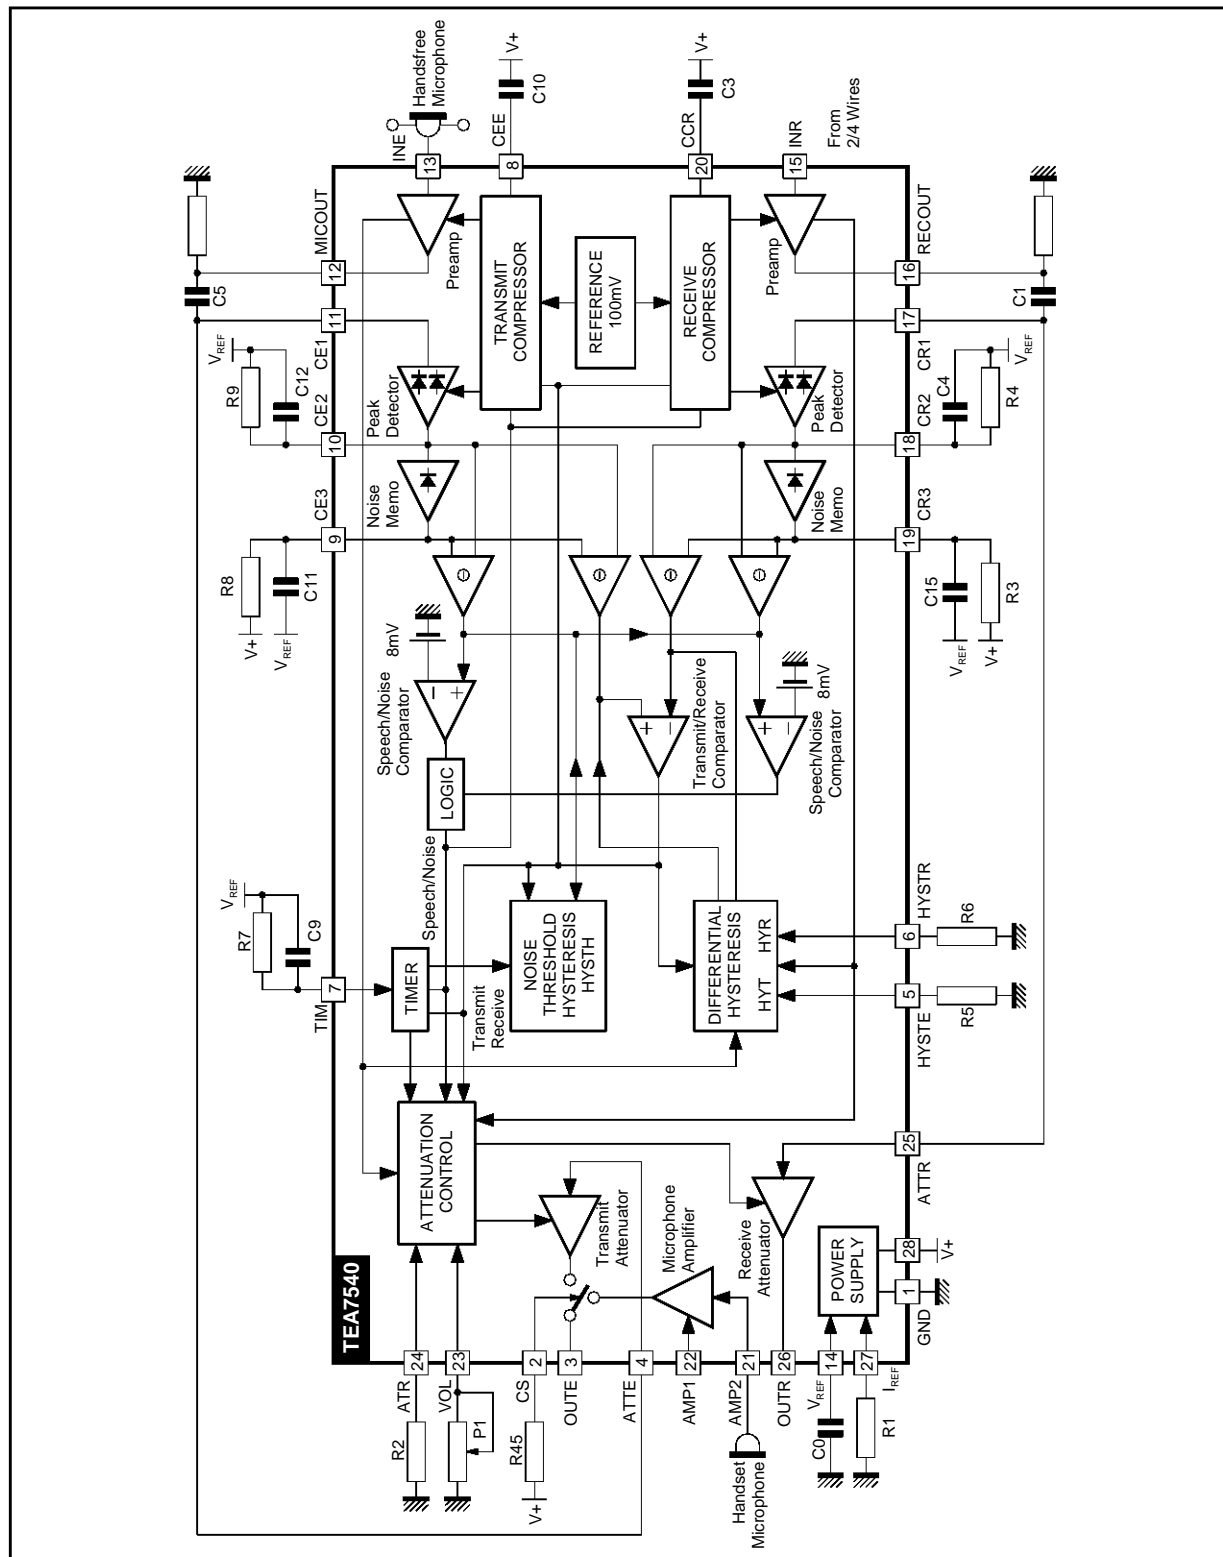 TEA7540
Handsfree
Microphone
INE
13
V+
C10
CEE
8
V+
C3
CCR
20
INR
15
From
2/4 Wires
MICOUT
12
C5
11
CE1
V
REF
R9
C12
CE2
10
CE3
9
R8
C11
V+
V
REF
Preamp
TRANSMIT
COMPRESSOR
REFERENCE
100mV
RECEIVE
COMPRESSOR
Preamp
RECOUT
16
C1
17
CR1
V
REF
C4
R4
CR2
18
CR3
19
C15
R3
V
REF
V+
Peak
Detector
Peak
Detector
Noise
Memo
Noise
Memo
8mV
8mV
+
−
+
−
+
−
Speech/Noise
Comparator
Transmit/Receive
Comparator
Speech/Noise
Comparator
LOGIC
Speech/Noise
V
REF
R7
C9
7
TIM
TIMER
Transmit
Receive
NOISE
THRESHOLD
HYSTERESIS
HYSTH
DIFFERENTIAL
HYSTERESIS
HYT HYR
HYSTR
6
R6
HYSTE
5
R5
ATTENUATION
CONTROL
Transmit
Attenuator
Microphone
Amplifier
Receive
Attenuator
25
ATTR
POWER
SUPPLY
28
V+
1
GND
24
ATR
R2
23
VOL
P1
2
CS
R45
V+
3
OUTE
4
ATTE
22
AMP1
21
AMP2
Handset
Microphone
26
OUTR
14
V
REF
C0
27
I
REF
R1